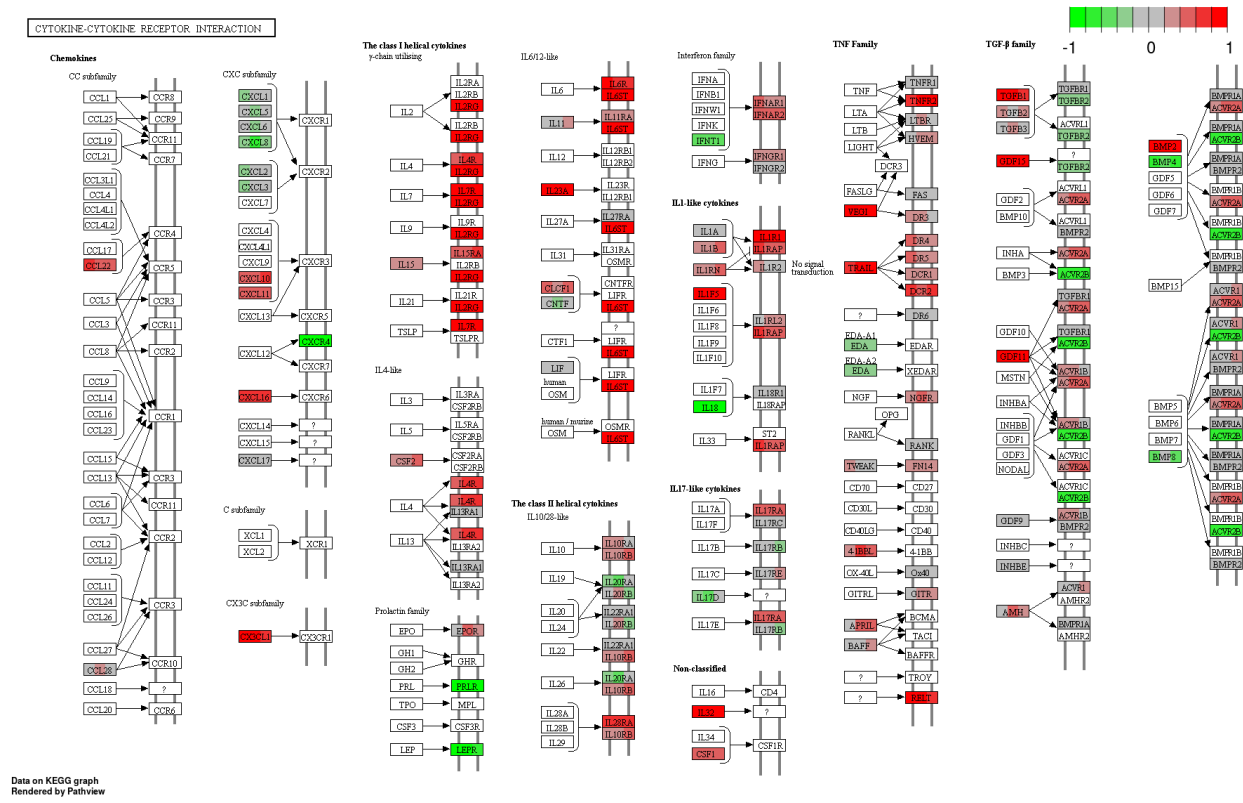 CYTOKINE-CYTOKINE RECEPTOR INTERACTION
-1
0
1
Chemokines
CC subfamily
CCL1
CCR8
CCL25
CCR9
CCL19
CCR11
CCL21
CCR7
CCL3L1
CCL4
CCL4L1
CCL4L2
CCR4
CCL17
CCL22
CCR5
CCL5
CCR3
CCL3
CCR11
CCL8
CCR2
CCL9
CCL14
CCL16
CCL23
CCR1
CCL15
CCL13
CCR3
CCL6
CCR11
CCL7
CCL2
CCL12
CCR2
CCL11
CCL24
CCL26
CCR3
CCL27
CCL28
CCR10
CCL18
?
CCL20
CCR6
CXC subfamily
CXCL1
CXCL5
CXCL6
CXCL8
CXCR1
CXCL2
CXCL3
CXCL7
CXCR2
CXCL4
CXCL4L1
CXCL9
CXCL10
CXCL11
CXCR3
CXCL13
CXCR5
CXCR4
CXCL12
CXCR7
CXCL16
CXCR6
CXCL14
?
CXCL15
?
CXCL17
?
C subfamily
XCL1
XCL2
XCR1
CX3C subfamily
CX3CL1
CX3CR1
The class I helical cytokines
γ-chain utilising
IL2
IL2RA
IL2RB
IL2RG
IL2RB
IL2RG
IL4
IL4R
IL2RG
IL7
IL7R
IL2RG
IL9
IL9R
IL2RG
IL15
IL15RA
IL2RB
IL2RG
IL21
IL21R
IL2RG
TSLP
IL7R
TSLPR
IL4-like
IL3
IL3RA
CSF2RB
IL5
IL5RA
CSF2RB
CSF2
CSF2RA
CSF2RB
IL4
IL4R
IL4R
IL13RA1
IL13
IL4R
IL13RA2
IL13RA1
IL13RA2
Prolactin family
EPO
EPOR
GH1
GH2
GHR
PRL
PRLR
TPO
MPL
CSF3
CSF3R
LEP
LEPR
IL6/12-like
IL6
IL6R
IL6ST
IL11
IL11RA
IL6ST
IL12
IL12RB1
IL12RB2
IL23A
IL23R
IL12RB1
IL27A
IL27RA
IL6ST
IL31
IL31RA
OSMR
CLCF1
CNTF
CNTFR
LIFR
IL6ST
CTF1
?
LIFR
IL6ST
LIF
human
OSM
LIFR
IL6ST
human / murine
OSM
OSMR
IL6ST
The class II helical cytokines
IL10/28-like
IL10
IL10RA
IL10RB
IL19
IL20RA
IL20RB
IL20
IL24
IL22RA1
IL20RB
IL22
IL22RA1
IL10RB
IL26
IL20RA
IL10RB
IL28A
IL28B
IL29
IL28RA
IL10RB
Interferon family
IFNA
IFNB1
IFNW1
IFNK
IFNT1
IFNAR1
IFNAR2
IFNG
IFNGR1
IFNGR2
IL1-like cytokines
IL1A
IL1B
IL1RN
IL1R1
IL1RAP
IL1R2
No signal
transduction
IL1F5
IL1F6
IL1F8
IL1F9
IL1F10
IL1RL2
IL1RAP
IL1F7
IL18
IL18R1
IL18RAP
IL33
ST2
IL1RAP
IL17-like cytokines
IL17A
IL17F
IL17RA
IL17RC
IL17B
IL17RB
IL17C
IL17RE
IL17D
?
IL17E
IL17RA
IL17RB
Non-classified
IL16
CD4
IL32
?
IL34
CSF1
CSF1R
TNF Family
TNF
LTA
LTB
LIGHT
TNFR1
TNFR2
LTBR
HVEM
DCR3
FASLG
FAS
VEGI
DR3
TRAIL
DR4
DR5
DCR1
DCR2
?
DR6
EDA-A1
EDA
EDAR
EDA-A2
EDA
XEDAR
NGF
NGFR
OPG
RANKL
RANK
TWEAK
FN14
CD70
CD27
CD30L
CD30
CD40LG
CD40
4-1BBL
4-1BB
OX-40L
Ox40
GITRL
GITR
APRIL
BAFF
BCMA
TACI
BAFFR
?
TROY
?
RELT
TGF-β family
TGFB1
TGFB2
TGFB3
TGFBR1
TGFBR2
ACVRL1
TGFBR2
GDF15
?
TGFBR2
GDF2
BMP10
ACVRL1
ACVR2A
ACVRL1
BMPR2
INHA
ACVR2A
BMP3
ACVR2B
TGFBR1
ACVR2A
GDF10
TGFBR1
ACVR2B
GDF11
ACVR1B
ACVR2A
MSTN
INHBA
INHBB
ACVR1B
ACVR2B
GDF1
GDF3
NODAL
ACVR1C
ACVR2A
ACVR1C
ACVR2B
GDF9
ACVR1B
BMPR2
INHBC
?
INHBE
?
AMH
ACVR1
AMHR2
BMPR1A
AMHR2
BMP2
BMP4
GDF5
GDF6
GDF7
BMPR1A
ACVR2A
BMPR1A
ACVR2B
BMPR1A
BMPR2
BMPR1B
ACVR2A
BMPR1B
ACVR2B
BMPR1B
BMPR2
BMP15
ACVR1
ACVR2A
ACVR1
ACVR2B
ACVR1
BMPR2
BMP5
BMP6
BMP7
BMP8
BMPR1A
ACVR2A
BMPR1A
ACVR2B
BMPR1A
BMPR2
BMPR1B
ACVR2A
BMPR1B
ACVR2B
BMPR1B
BMPR2
Data on KEGG graph
Rendered by Pathview